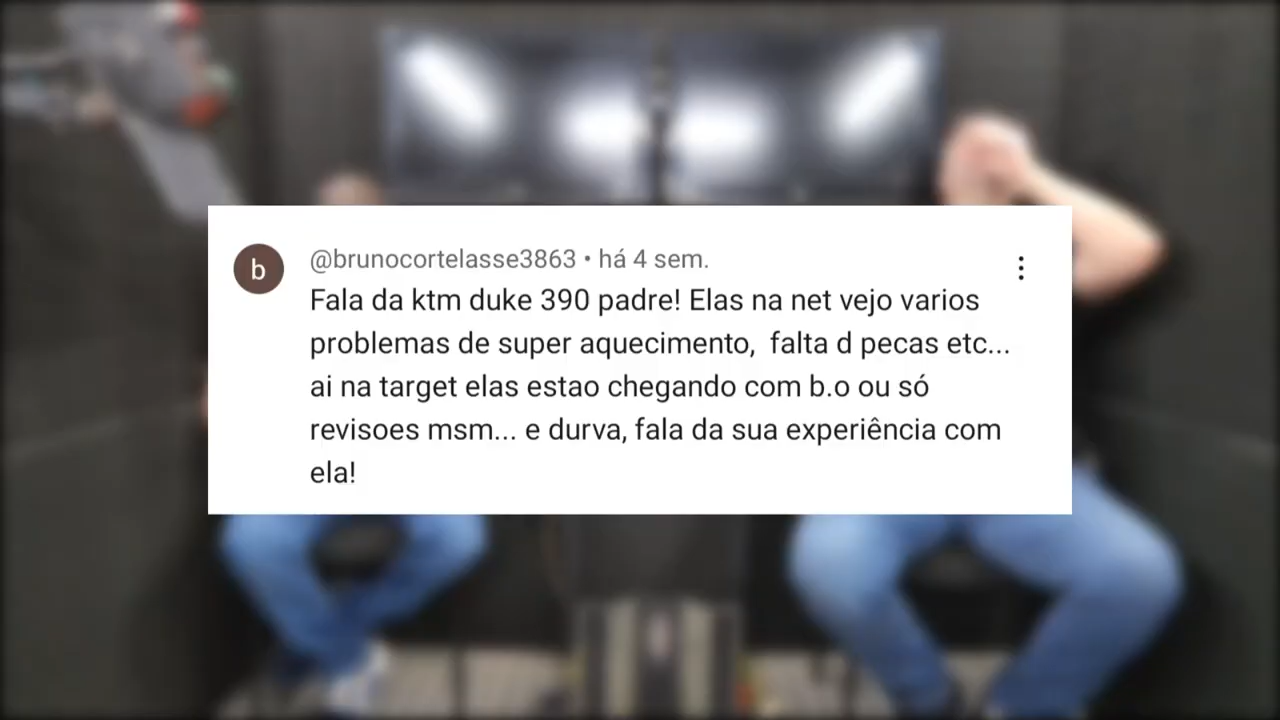 b
@brunocortelasse3863 • há 4 sem.
Fala da ktm duke 390 padre! Elas na net vejo varios
problemas de super aquecimento,  falta d pecas etc...
ai na target elas estao chegando com b.o ou só
revisoes msm... e durva, fala da sua experiência com
ela!